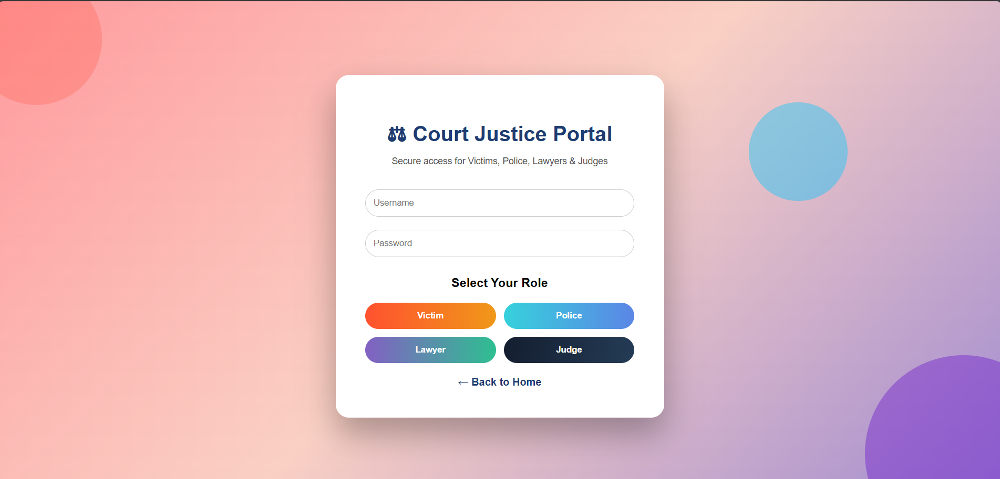 ⚖ Court Justice Portal
Secure access for Victims, Police, Lawyers & Judges
Username
Password
Select Your Role
Victim
Police
Lawyer
Judge
← Back to Home